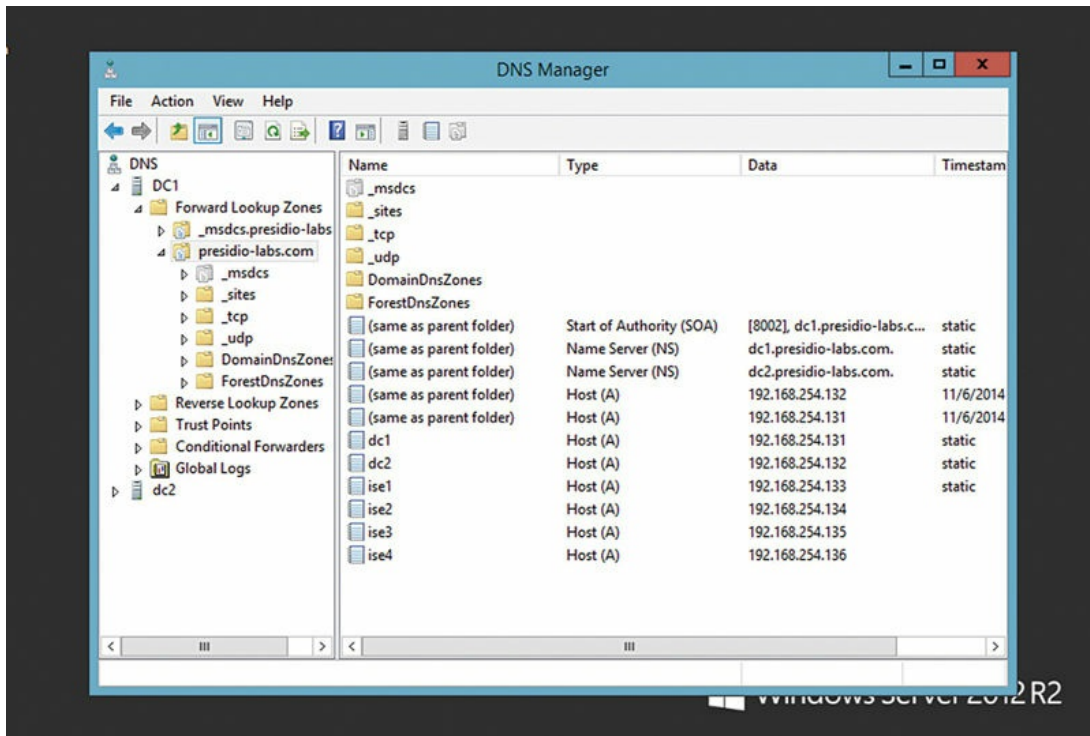 DNS Manager
File Action View Help
DNS
DC1
Forward Lookup Zones
_msdcs.presidio-labs
presidio-labs.com
_msdcs
_sites
_tcp
_udp
DomainDnsZones
ForestDnsZones
Reverse Lookup Zones
Trust Points
Conditional Forwarders
Global Logs
dc2
Name Type Data Timestam
_msdcs
_sites
_tcp
_udp
DomainDnsZones
ForestDnsZones
(same as parent folder) Start of Authority (SOA) [8002], dc1.presidio-labs.c... static
(same as parent folder) Name Server (NS) dc1.presidio-labs.com. static
(same as parent folder) Name Server (NS) dc2.presidio-labs.com. static
(same as parent folder) Host (A) 192.168.254.132 11/6/2014
(same as parent folder) Host (A) 192.168.254.131 11/6/2014
dc1 Host (A) 192.168.254.131 static
dc2 Host (A) 192.168.254.132 static
ise1 Host (A) 192.168.254.133 static
ise2 Host (A) 192.168.254.134
ise3 Host (A) 192.168.254.135
ise4 Host (A) 192.168.254.136
Windows Server 2012 R2